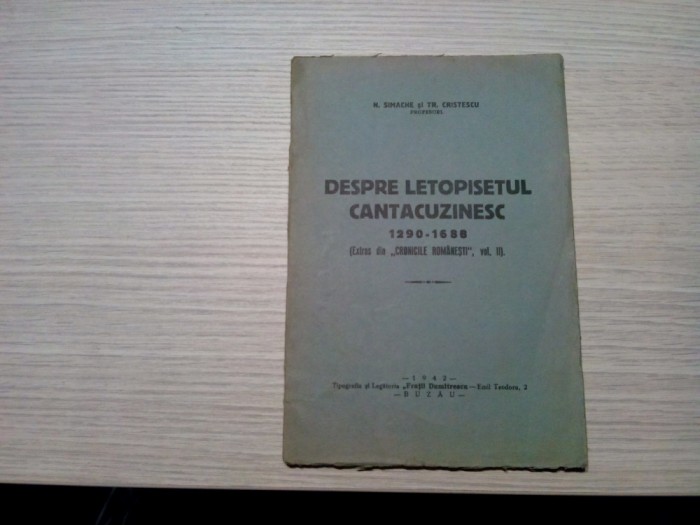 N. SIMACHE și TR. CRISTESCU
PROFESORI
DESPRE LETOPISETUL
CANTACUZINESC
1290-1688
(Extras din „CRONICILE ROMÂNEȘTI”, vol. II).
—1942—
Tipografia și Legătoria „Frații Dumitrescu — Emil Teodoru, 2
—BUZĂU—